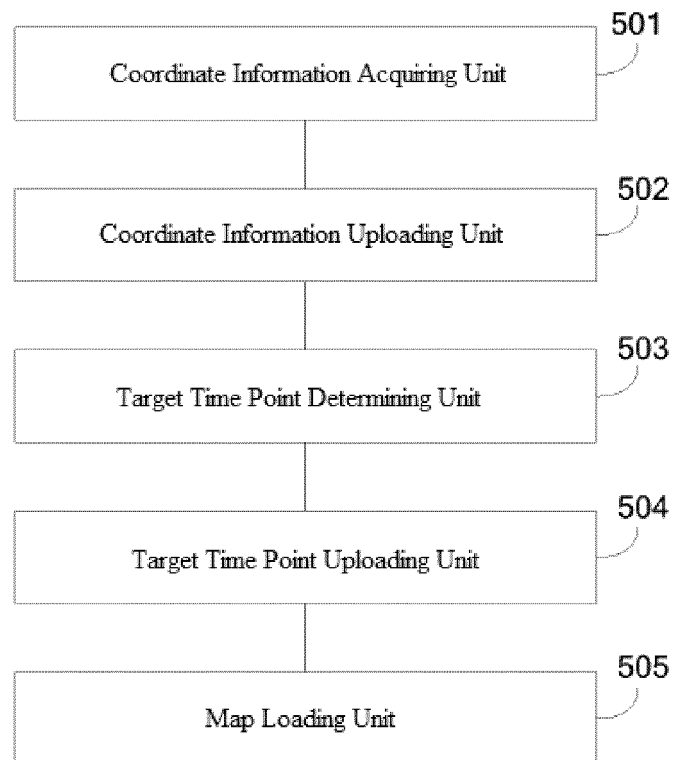 501
Coordinate Information Acquiring Unit
502
Coordinate Information Uploading Unit
503
Target Time Point Determining Unit
504
Target Time Point Uploading Unit
505
Map Loading Unit